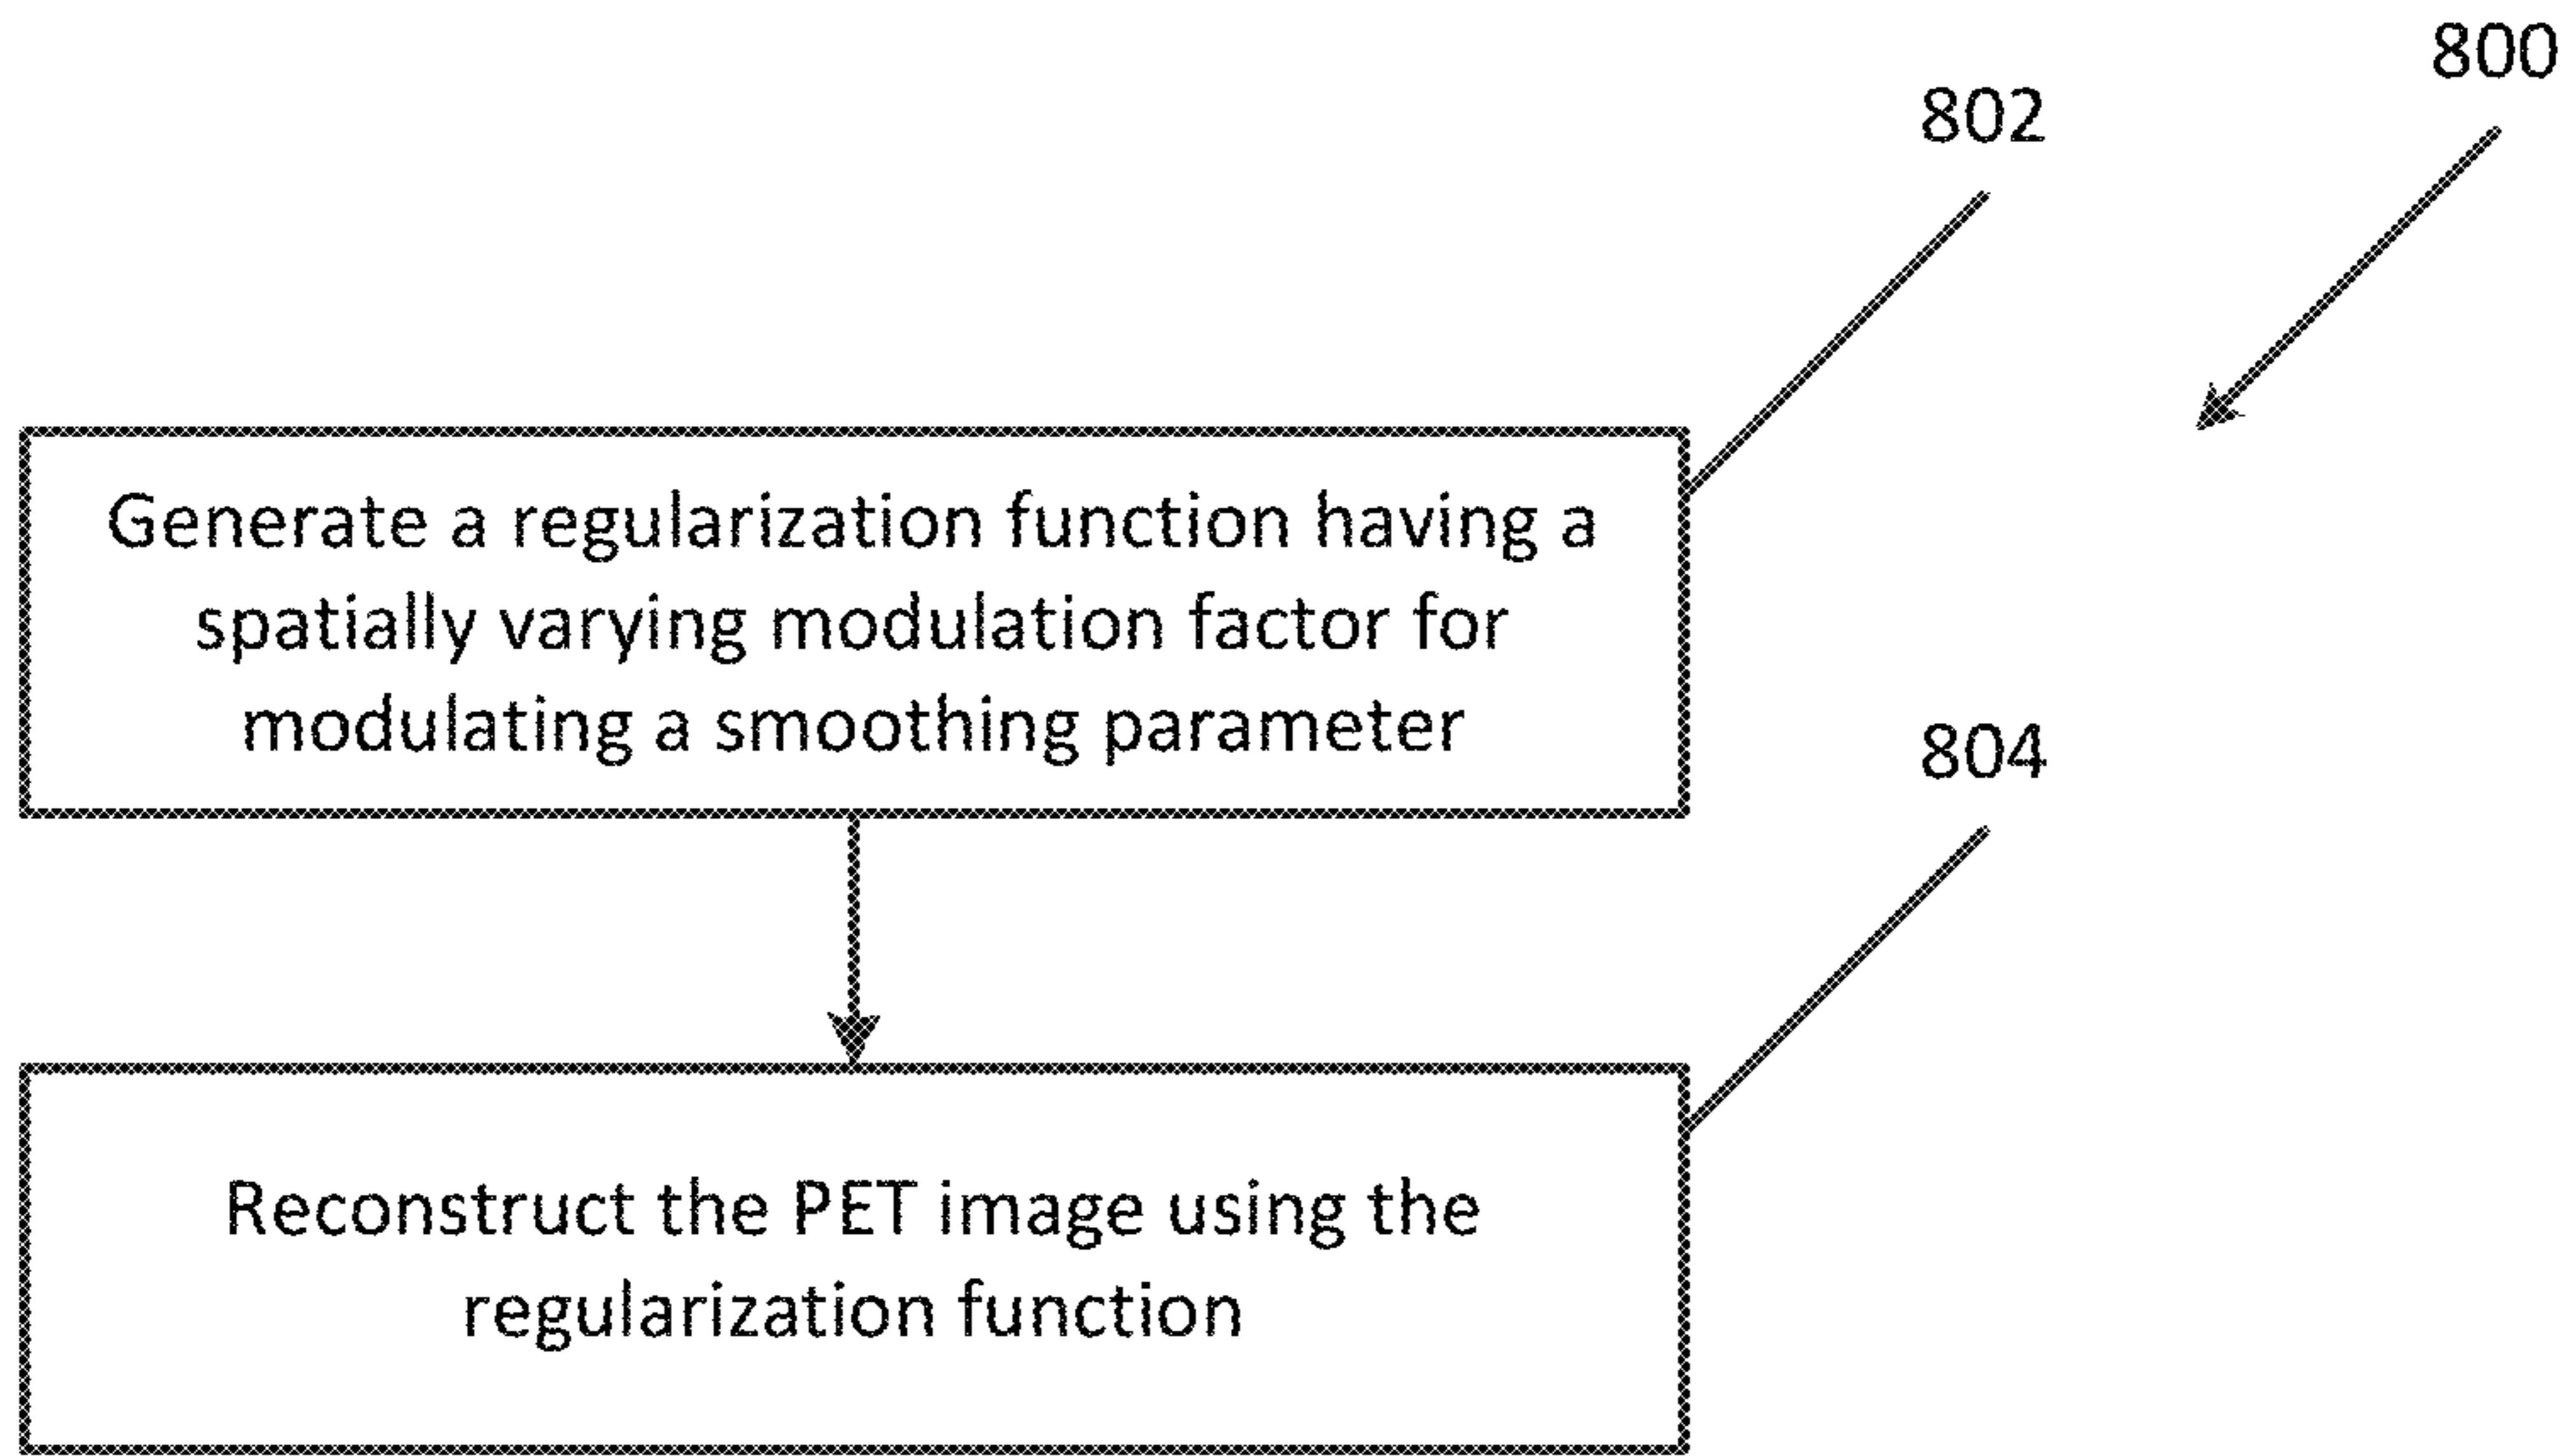 800
802
Generate a regularization function having a
spatially varying modulation factor for
modulating a smoothing parameter
804
Reconstruct the PET image using the
regularization function